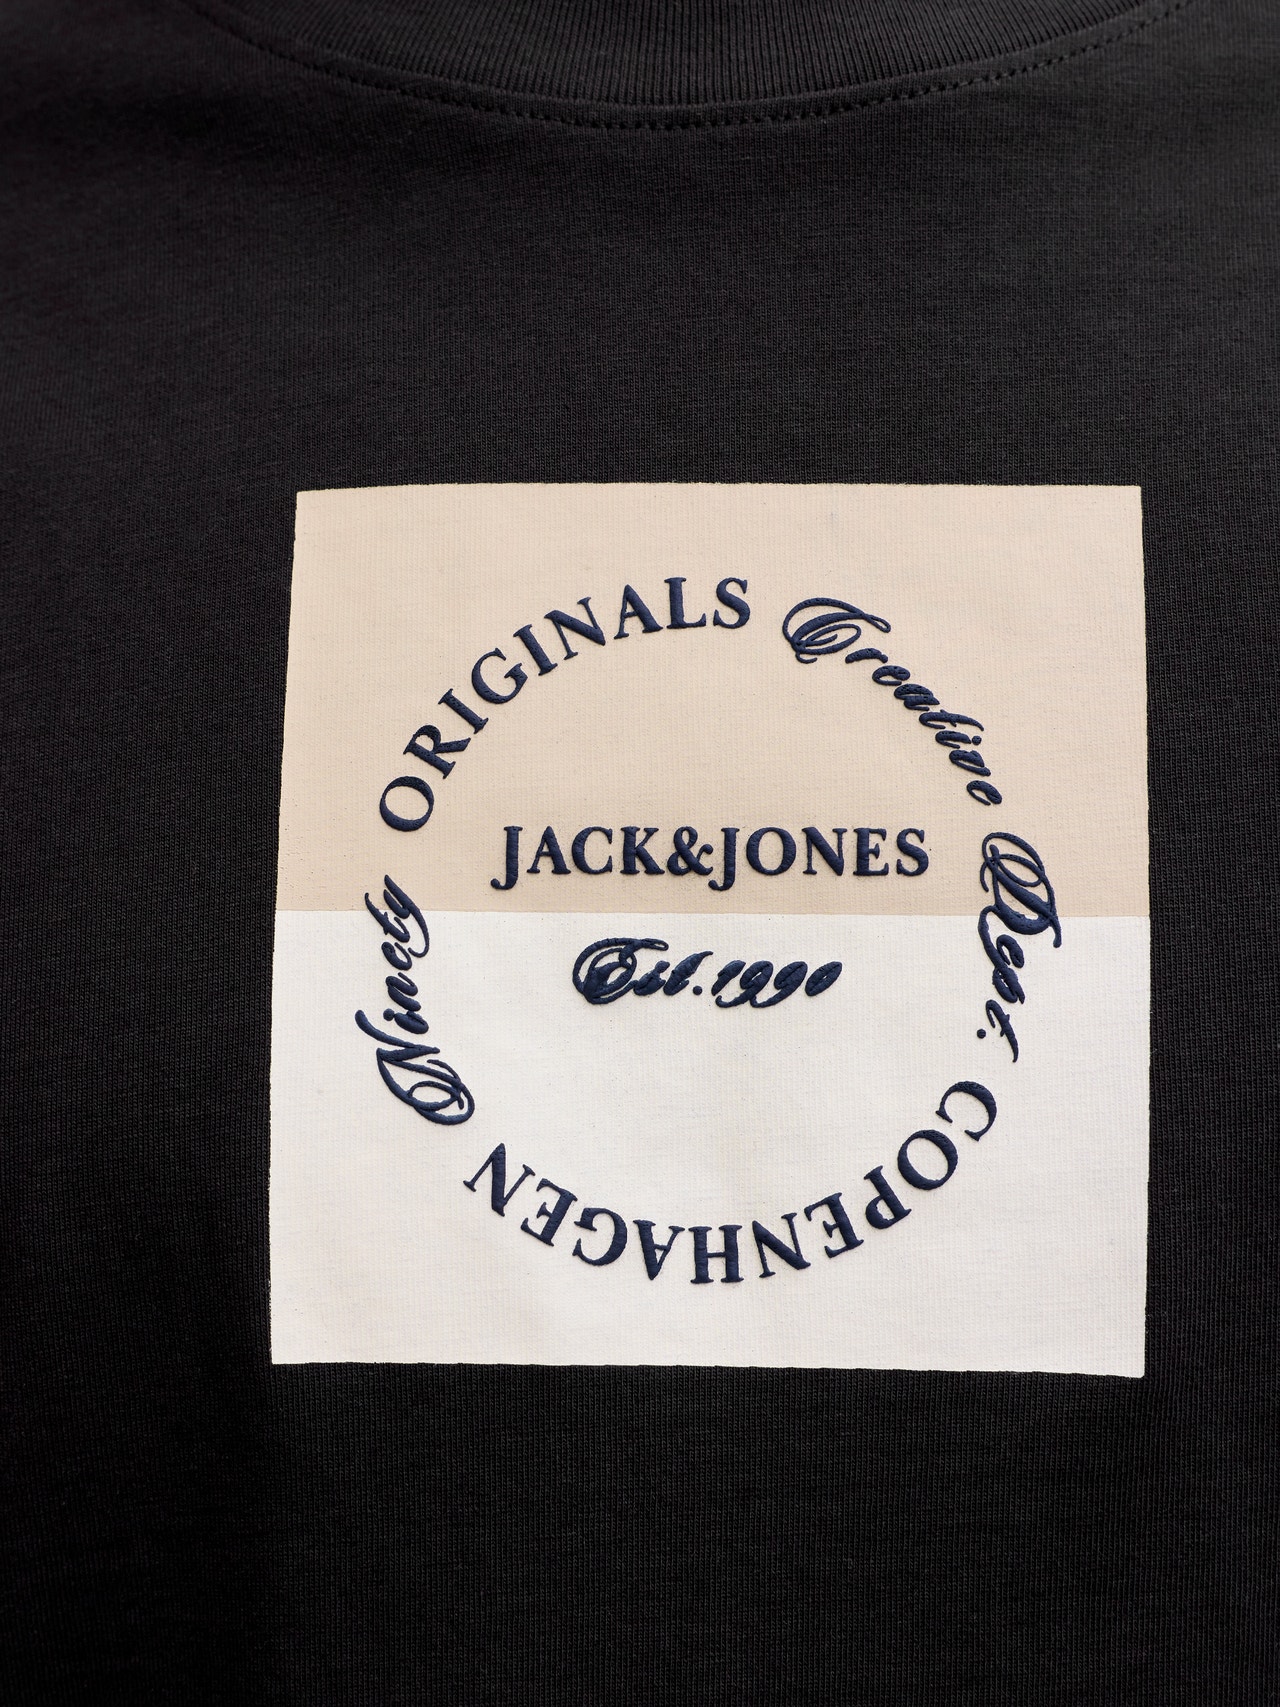 ORIGINALS Creative Dept. COPENHAGEN Ninety
JACK&JONES
Est.1990